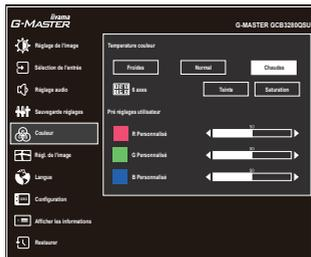 iiyama
G-MASTER
G-MASTER GCB3280QSU
Réglage de l'image
Sélection de l'entrée
Réglage audio
Sauvegarde réglages
Couleur
Régl. de l'image
Langue
Configuration
Afficher les informations
Restaurer
Temperature couleur
Froides
Normal
Chaudes
6 axes
Teinte
Saturation
Pré réglages utilisateur
R Personnalisé
50
G Personnalisé
50
B Personnalisé
50